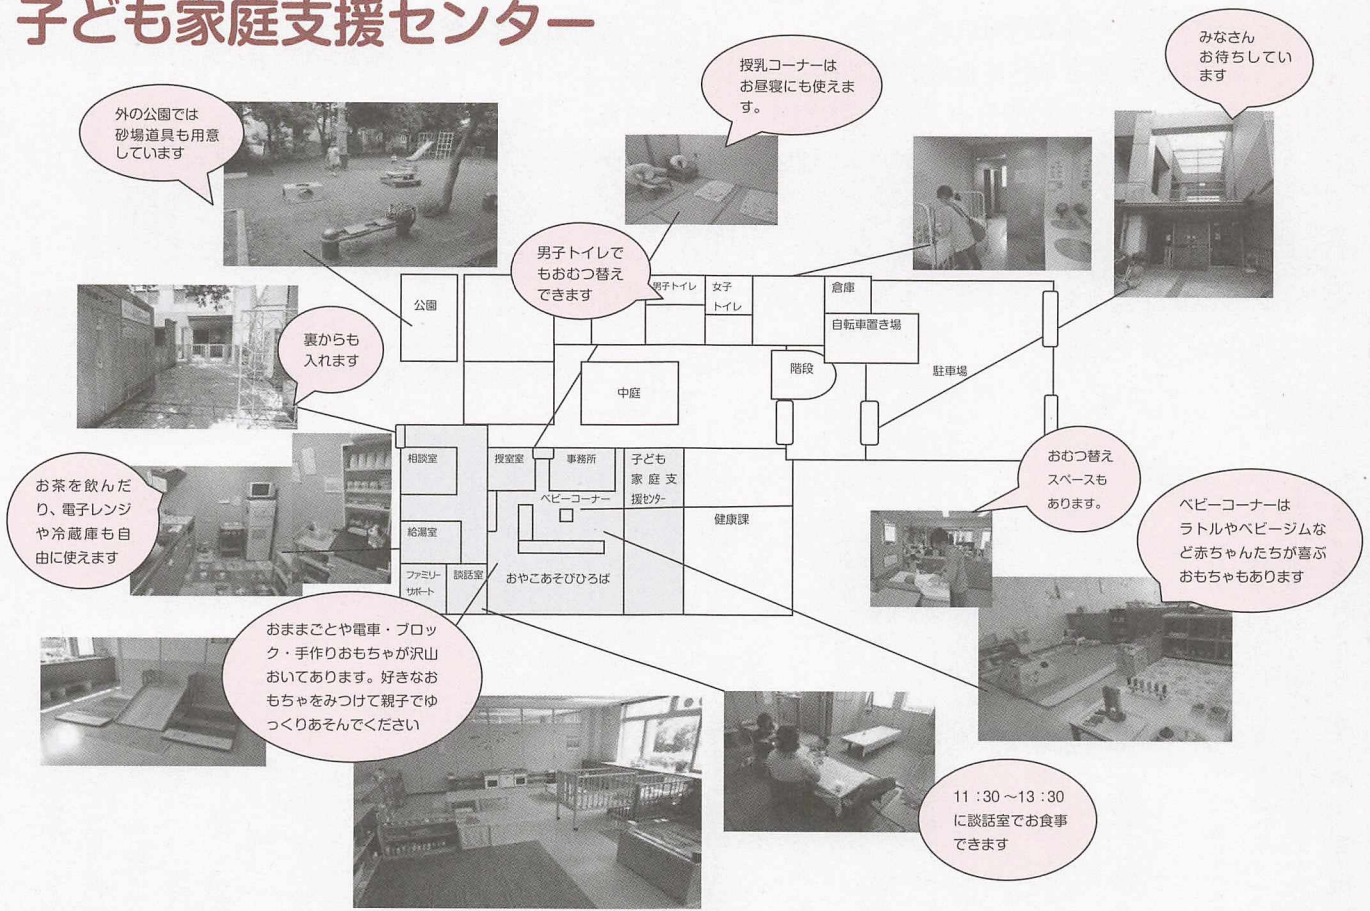 子ども家庭支援センター
外の公園では
砂場道具も用意
しています
授乳コーナーは
お昼寝にも使えま
す。
みなさん
お待ちしてい
ます
男子トイレで
もおむつ替え
できます
裏からも
入れます
公園
男子トイレ
女子
トイレ
倉庫
自転車置き場
階段
駐車場
中庭
相談室
授室室
事務所
子ども
家庭支
援センター
ベビーコーナー
健康課
給湯室
ファミリー
サポート
談話室
おやこあそびひろば
お茶を飲んだ
り、電子レンジ
や冷蔵庫も自
由に使えます
おむつ替え
スペースも
あります。
ベビーコーナーは
ラトルやベビージムな
ど赤ちゃんたちが喜ぶ
おもちゃもあります
おままごとや電車・ブロッ
ク・手作りおもちゃが沢山
おいてあります。好きなお
もちゃをみつけて親子でゆ
っくりあそんでください
11:30～13:30
に談話室でお食事
できます